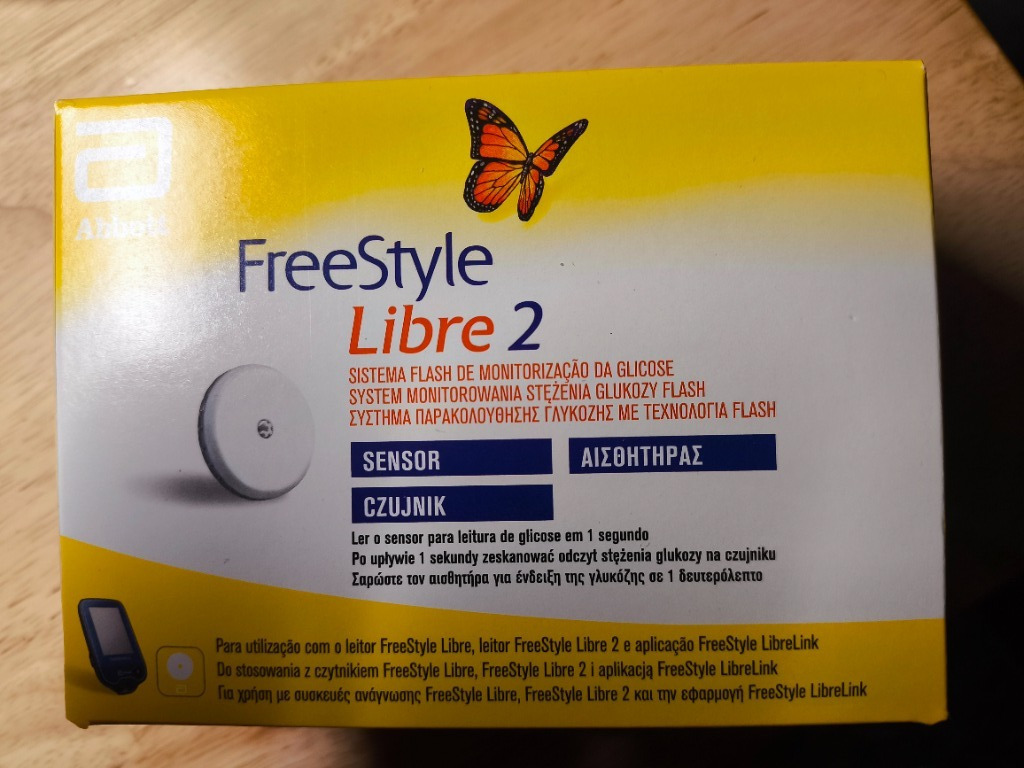 Abbott
FreeStyle
Libre 2
SISTEMA FLASH DE MONITORIZAÇÃO DA GLICOSE
SYSTEM MONITOROWANIA STĘŻENIA GLUKOZY FLASH
ΣΥΣΤΗΜΑ ΠΑΡΑΚΟΛΟΥΘΗΣΗΣ ΓΛΥΚΟΖΗΣ ΜΕ ΤΕΧΝΟΛΟΓΙΑ FLASH
SENSOR
ΑΙΣΘΗΤΗΡΑΣ
CZUJNIK
Ler o sensor para leitura de glicose em 1 segundo
Po upływie 1 sekundy zeskanować odczyt stężenia glukozy na czujniku
Σαρώστε τον αισθητήρα για ένδειξη της γλυκόζης σε 1 δευτερόλεπτο
Para utilização com o leitor FreeStyle Libre, leitor FreeStyle Libre 2 e aplicação FreeStyle LibreLink
Do stosowania z czytnikiem FreeStyle Libre, FreeStyle Libre 2 i aplikacją FreeStyle LibreLink
Για χρήση με συσκευές ανάγνωσης FreeStyle Libre, FreeStyle Libre 2 και την εφαρμογή FreeStyle LibreLink